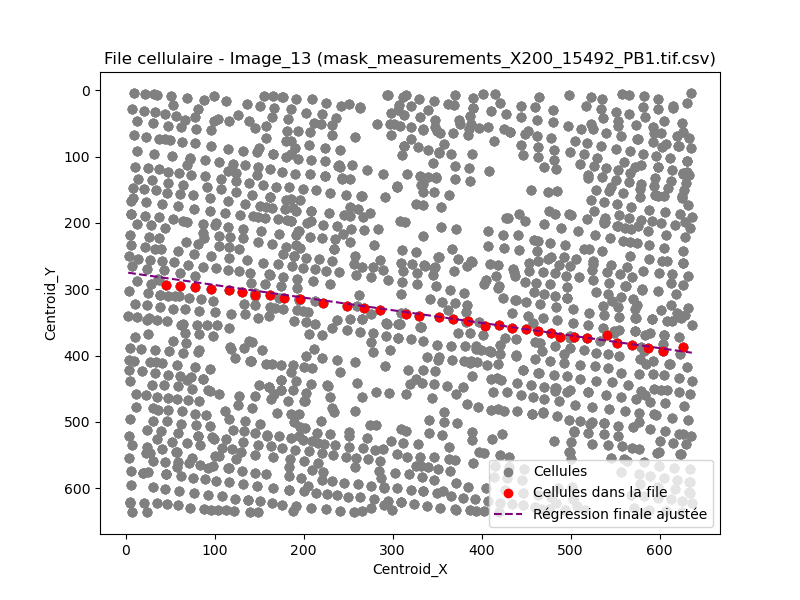 File cellulaire - Image_13 (mask_measurements_X200_15492_PB1.tif.csv)
0
100
200
300
400
500
600
Centroid_Y
Cellules
Cellules dans la file
Régression finale ajustée
0 100 200 300 400 500 600
Centroid_X